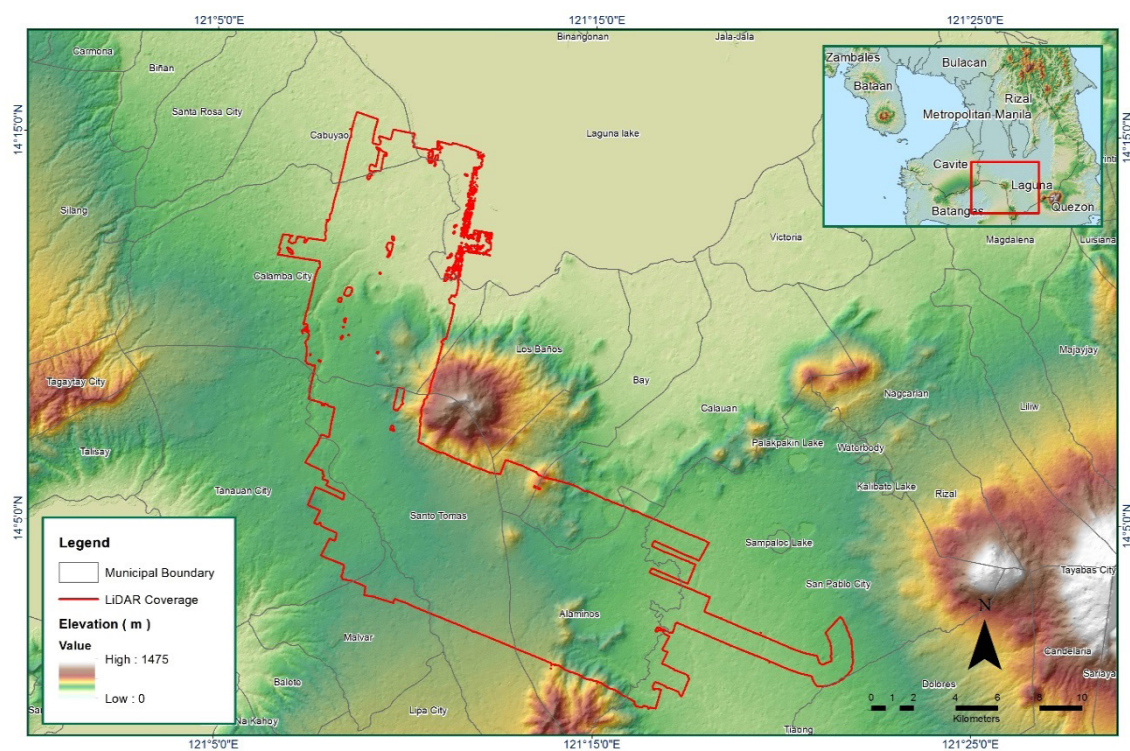 121°5'0"E
121°15'0"E
121°25'0"E
Carmona
Biñan
Santa Rosa City
Cabuyao
Binangonan
Jala-Jala
Laguna lake
Zambales
Bulacan
Bataan
Rizal
Metropolitan Manila
Cavite
Laguna
Batangas
Quezon
14°15'0"N
14°15'0"N
Silang
Calamba City
Victoria
Magdalena
Luisiana
Tagaytay City
Los Baños
Bay
Calauan
Nagcarlan
Majayjay
Liliw
Talisay
Palakpakin Lake
Waterbody
Kalibato Lake
Rizal
Tanauan City
Santo Tomas
14°5'0"N
14°5'0"N
Sampaloc Lake
San Pablo City
Tayabas City
Legend
Municipal Boundary
LiDAR Coverage
Elevation ( m )
Value
High : 1475
Low : 0
Alaminos
Malvar
Balete
Lipa City
Dolores
Candelaria
Sariaya
Tiaong
N
0 1 2 4 6 8 10
Kilometers
121°5'0"E
121°15'0"E
121°25'0"E